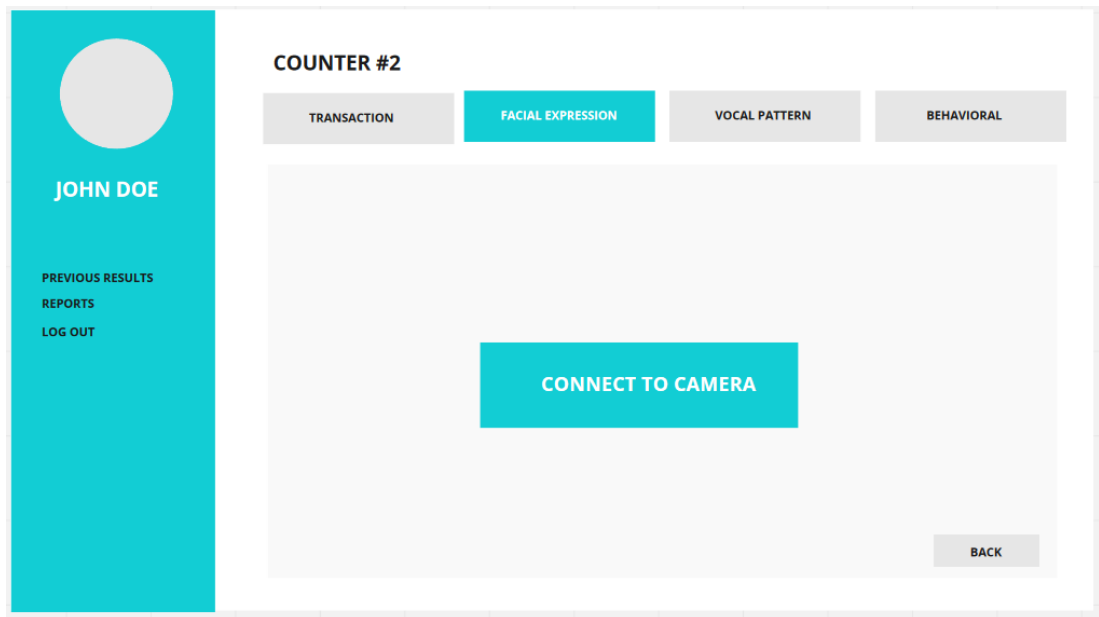 JOHN DOE
PREVIOUS RESULTS
REPORTS
LOG OUT
COUNTER #2
TRANSACTION
FACIAL EXPRESSION
VOCAL PATTERN
BEHAVIORAL
CONNECT TO CAMERA
BACK